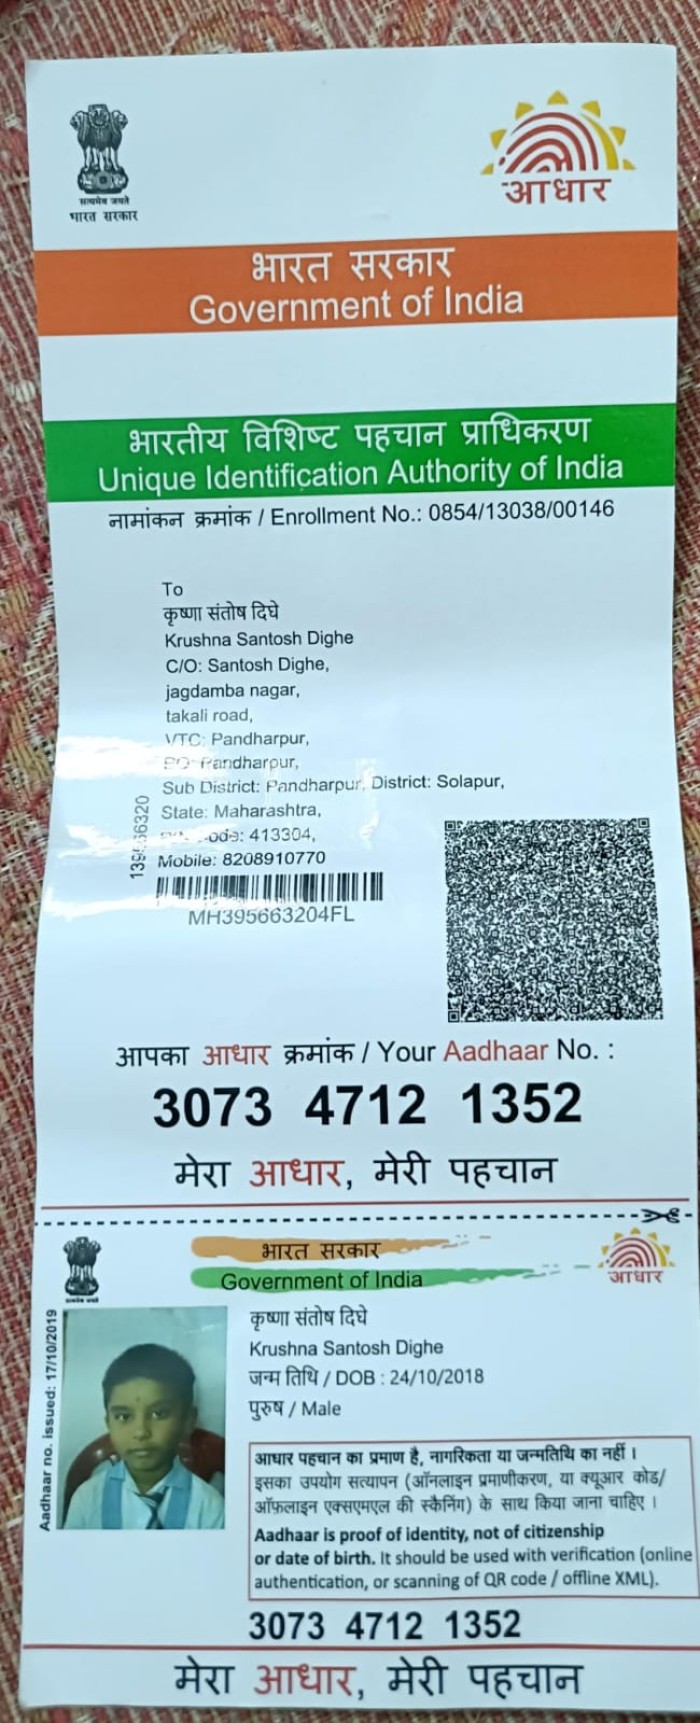 सत्यमेव जयते
भारत सरकार
आधार
भारत सरकार
Government of India
भारतीय विशिष्ट पहचान प्राधिकरण
Unique Identification Authority of India
नामांकन क्रमांक / Enrollment No.: 0854/13038/00146
To
कृष्णा संतोष दिघे
Krushna Santosh Dighe
C/O: Santosh Dighe,
jagdamba nagar,
takali road,
VTC: Pandharpur,
PO: Pandharpur,
Sub District: Pandharpur, District: Solapur,
State: Maharashtra,
413304,
Mobile: 8208910770
MH395663204FL
आपका आधार क्रमांक / Your Aadhaar No. :
3073 4712 1352
मेरा आधार, मेरी पहचान
भारत सरकार
Government of India
आधार
Aadhaar no. issued: 17/10/2019
कृष्णा संतोष दिघे
Krushna Santosh Dighe
जन्म तिथि / DOB : 24/10/2018
पुरुष / Male
आधार पहचान का प्रमाण है, नागरिकता या जन्मतिथि का नहीं ।
इसका उपयोग सत्यापन (ऑनलाइन प्रमाणीकरण, या क्यूआर कोड/
ऑफ़लाइन एक्सएमएल की स्कैनिंग) के साथ किया जाना चाहिए ।
Aadhaar is proof of identity, not of citizenship
or date of birth. It should be used with verification (online
authentication, or scanning of QR code / offline XML).
3073 4712 1352
मेरा आधार, मेरी पहचान